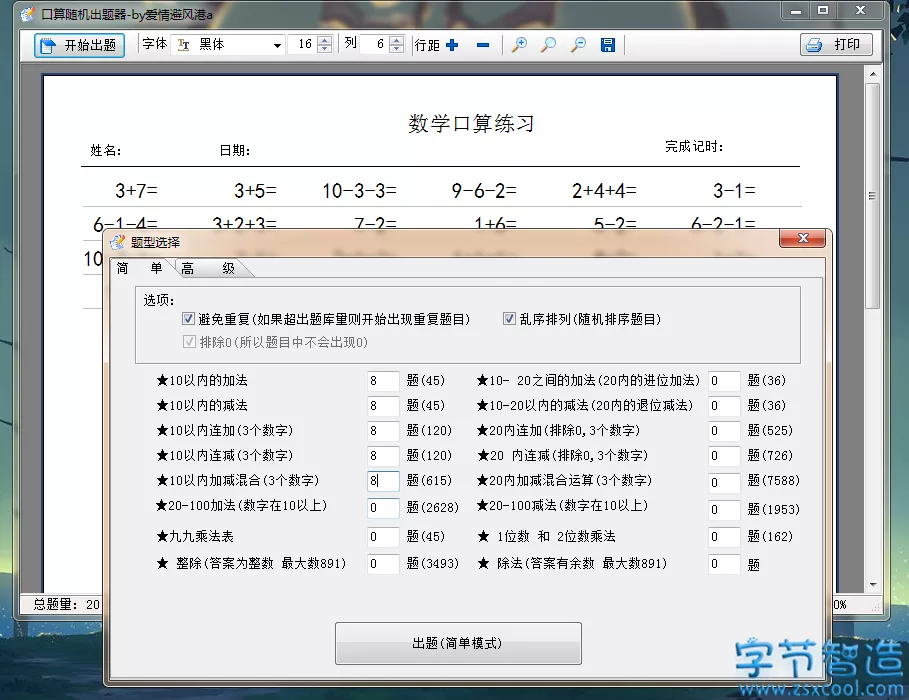 口算随机出题器-by爱情避风港a
开始出题 字体 黑体 16 列 6 行距 打印
数学口算练习
姓名: 日期: 完成记时:
3+7= 3+5= 10-3-3= 9-6-2= 2+4+4= 3-1=
6-1-4= 3+2+3= 7-2= 1+6= 5-2= 6-2-1=
10
题型选择
简 单 高 级
选项:
避免重复(如果超出题库量则开始出现重复题目) 乱序排列(随机排序题目)
排除0(所以题目中不会出现0)
★10以内的加法 8 题(45) ★10- 20之间的加法(20内的进位加法) 0 题(36)
★10以内的减法 8 题(45) ★10-20以内的减法(20内的退位减法) 0 题(36)
★10以内连加(3个数字) 8 题(120) ★20内连加(排除0,3个数字) 0 题(525)
★10以内连减(3个数字) 8 题(120) ★20 内连减(排除0,3个数字) 0 题(726)
★10以内加减混合(3个数字) 8 题(615) ★20内加减混合运算(3个数字) 0 题(7588)
★20-100加法(数字在10以上) 0 题(2628) ★20-100减法(数字在10以上) 0 题(1953)
★九九乘法表 0 题(45) ★ 1位数 和 2位数乘法 0 题(162)
★ 整除(答案为整数 最大数891) 0 题(3493) ★ 除法(答案有余数 最大数891) 0 题
总题量: 20 0%
出题(简单模式)
字节智造
www.zsxcool.com